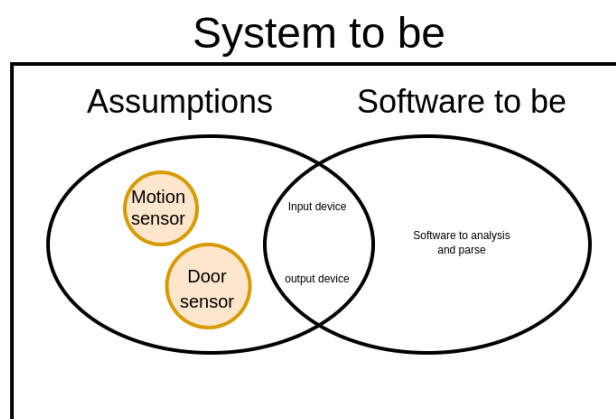 System to be
Assumptions
Software to be
Motion
sensor
Door
sensor
Input device
output device
Software to analysis
and parse